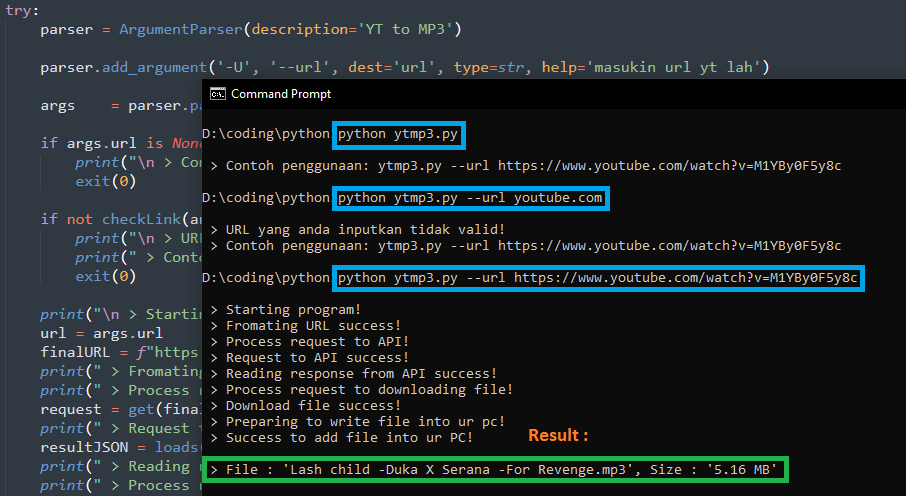 try:
parser = ArgumentParser(description='YT to MP3')
parser.add_argument('-U', '--url', dest='url', type=str, help='masukin url yt lah')
args = parser.pa
if args.url is None
print("\n > Con
exit(0)
if not checkLink(ar
print("\n > URL
print(" > Conto
exit(0)
print("\n > Startin
url = args.url
finalURL = f"https
print(" > Fromating
print(" > Process r
request = get(final
print(" > Request t
resultJSON = loads(
print(" > Reading r
print(" > Process r
Command Prompt
D:\coding\python python ytmp3.py
> Contoh penggunaan: ytmp3.py --url https://www.youtube.com/watch?v=M1YBy0F5y8c
D:\coding\python python ytmp3.py --url youtube.com
> URL yang anda inputkan tidak valid!
> Contoh penggunaan: ytmp3.py --url https://www.youtube.com/watch?v=M1YBy0F5y8c
D:\coding\python python ytmp3.py --url https://www.youtube.com/watch?v=M1YBy0F5y8c
> Starting program!
> Fromating URL success!
> Process request to API!
> Request to API success!
> Reading response from API success!
> Process request to downloading file!
> Download file success!
> Preparing to write file into ur pc!
> Success to add file into ur PC!
Result :
> File : 'Lash child -Duka X Serana -For Revenge.mp3', Size : '5.16 MB'